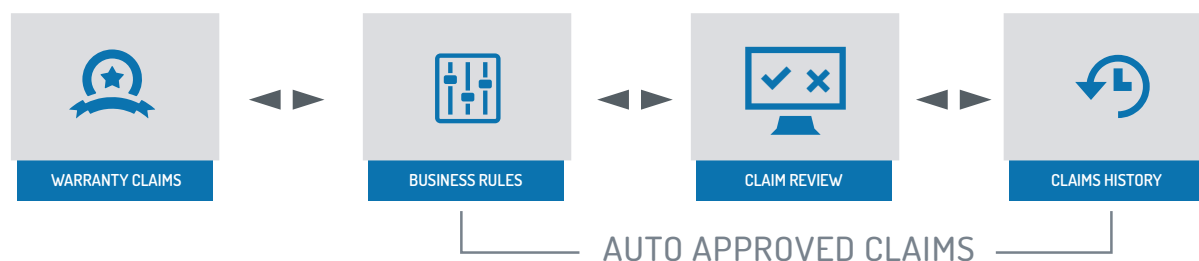 WARRANTY CLAIMS
BUSINESS RULES
CLAIM REVIEW
CLAIMS HISTORY
AUTO APPROVED CLAIMS